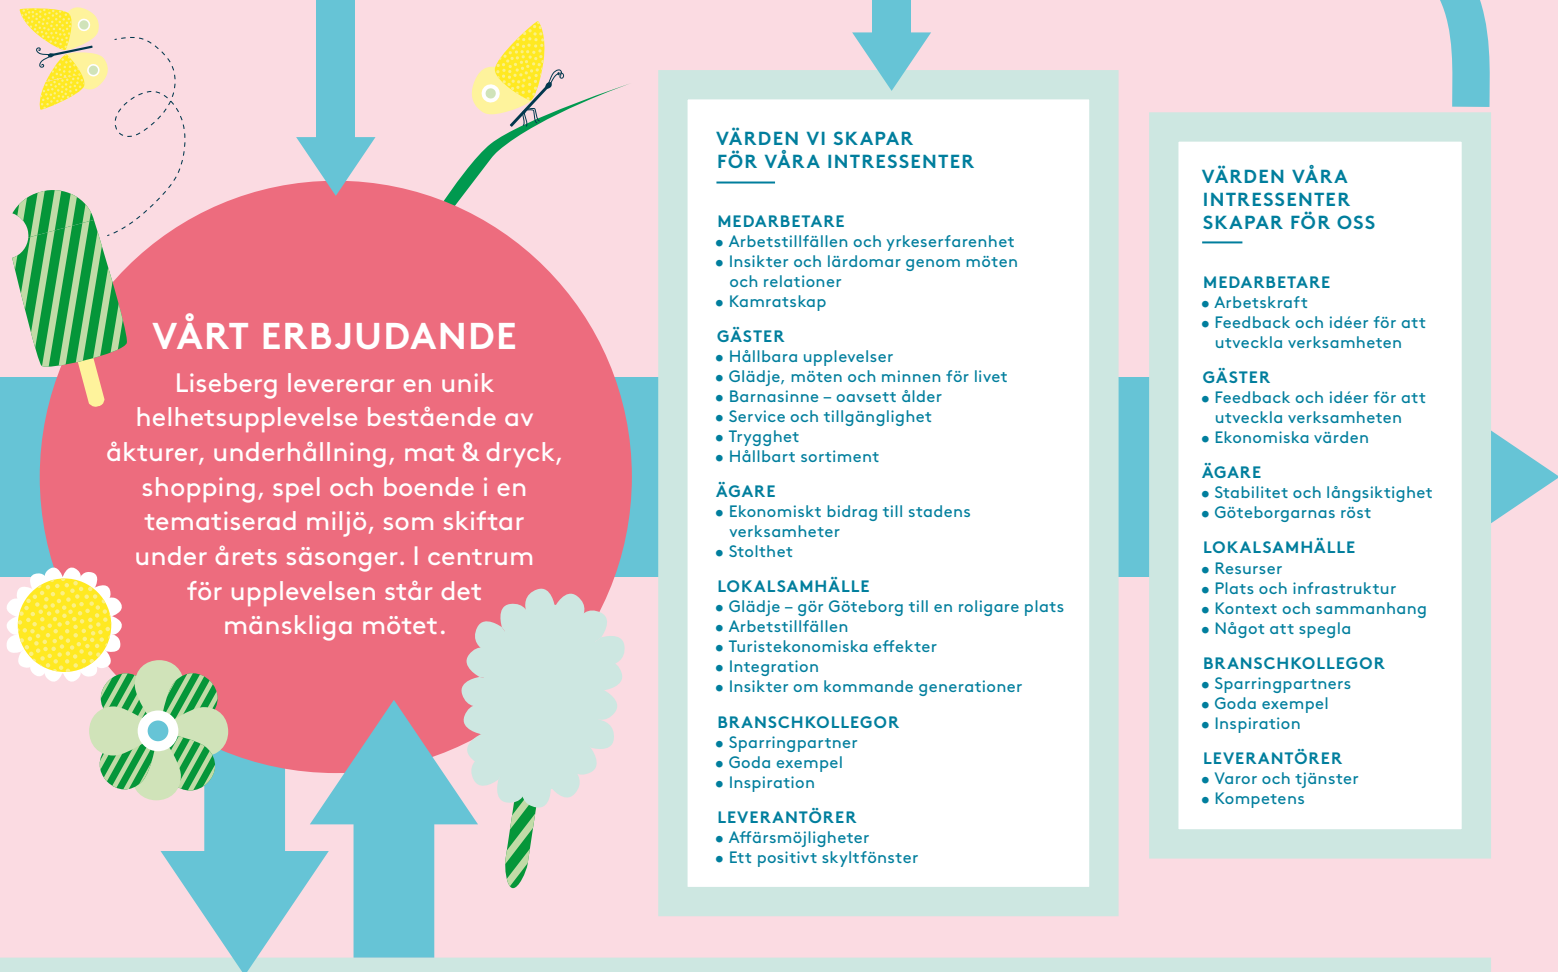 VÅRT ERBJUDANDE
Liseberg levererar en unik
helhetsupplevelse bestående av
åkturer, underhållning, mat & dryck,
shopping, spel och boende i en
tematiserad miljö, som skiftar
under årets säsonger. I centrum
för upplevelsen står det
mänskliga mötet.
VÄRDEN VI SKAPAR
FÖR VÅRA INTRESSENTER
MEDARBETARE
• Arbetstillfällen och yrkeserfarenhet
• Insikter och lärdomar genom möten
och relationer
• Kamratskap
GÄSTER
• Hållbara upplevelser
• Glädje, möten och minnen för livet
• Barnasinne – oavsett ålder
• Service och tillgänglighet
• Trygghet
• Hållbart sortiment
ÄGARE
• Ekonomiskt bidrag till stadens
verksamheter
• Stolthet
LOKALSAMHÄLLE
• Glädje – gör Göteborg till en roligare plats
• Arbetstillfällen
• Turistekonomiska effekter
• Integration
• Insikter om kommande generationer
BRANSCHKOLLEGOR
• Sparringpartner
• Goda exempel
• Inspiration
LEVERANTÖRER
• Affärsmöjligheter
• Ett positivt skyltfönster
VÄRDEN VÅRA
INTRESSENTER
SKAPAR FÖR OSS
MEDARBETARE
• Arbetskraft
• Feedback och idéer för att
utveckla verksamheten
GÄSTER
• Feedback och idéer för att
utveckla verksamheten
• Ekonomiska värden
ÄGARE
• Stabilitet och långsiktighet
• Göteborgarnas röst
LOKALSAMHÄLLE
• Resurser
• Plats och infrastruktur
• Kontext och sammanhang
• Något att spegla
BRANSCHKOLLEGOR
• Sparringpartners
• Goda exempel
• Inspiration
LEVERANTÖRER
• Varor och tjänster
• Kompetens